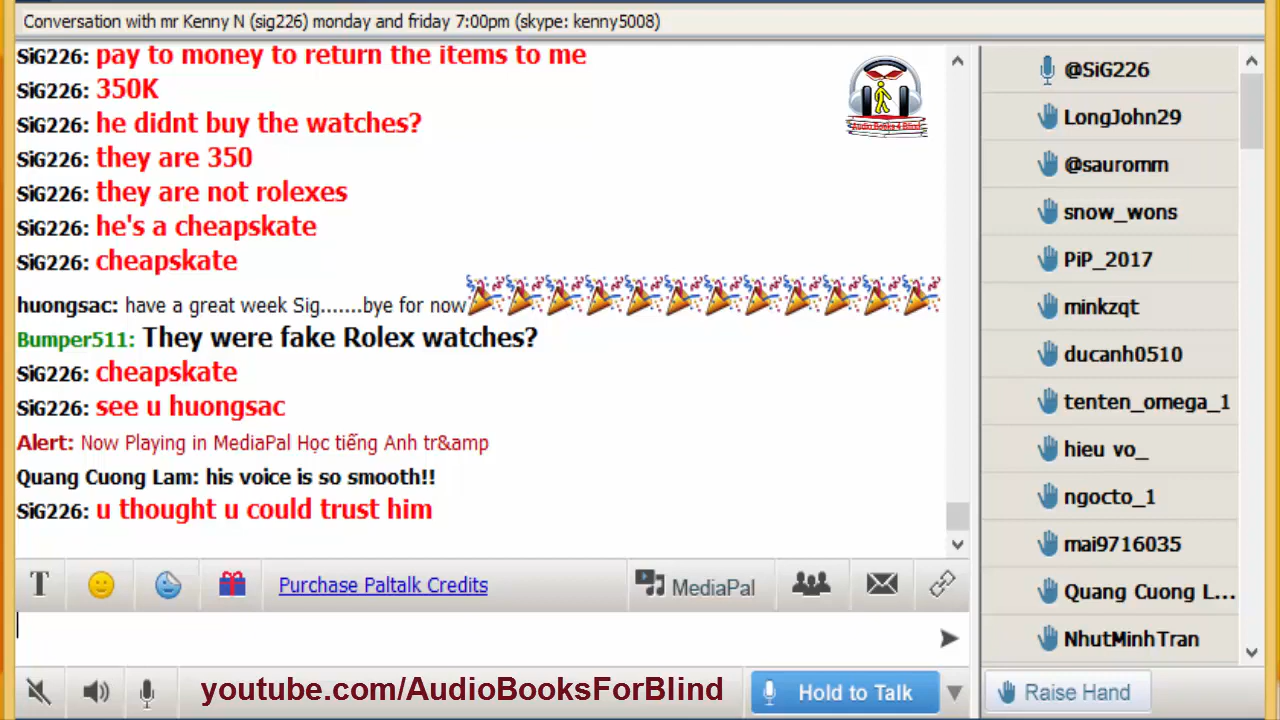 Conversation with mr Kenny N (sig226) monday and friday 7:00pm (skype: kenny5008)
SiG226: pay to money to return the items to me
SiG226: 350K
SiG226: he didnt buy the watches?
SiG226: they are 350
SiG226: they are not rolexes
SiG226: he's a cheapskate
SiG226: cheapskate
huongsac: have a great week Sig.......bye for now
Bumper511: They were fake Rolex watches?
SiG226: cheapskate
SiG226: see u huongsac
Alert: Now Playing in MediaPal Học tiếng Anh tr&amp
Quang Cuong Lam: his voice is so smooth!!
SiG226: u thought u could trust him
Audio Books 4 Blind
@SiG226
LongJohn29
@sauromm
snow_wons
PiP_2017
minkzqt
ducanh0510
tenten_omega_1
hieu vo_
ngocto_1
mai9716035
Quang Cuong L...
NhutMinhTran
T
Purchase Paltalk Credits
MediaPal
youtube.com/AudioBooksForBlind
Hold to Talk
Raise Hand